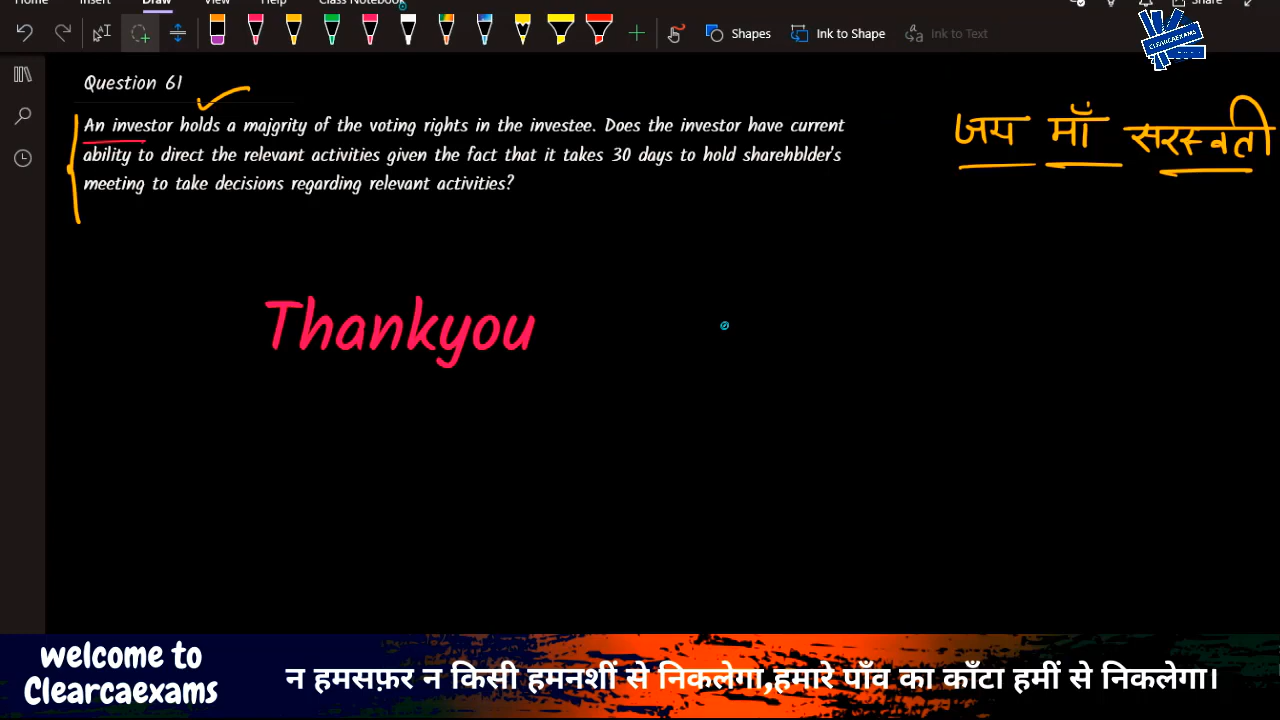 Home Insert Draw View Help Class Notebook Share
Shapes Ink to Shape Ink to Text
CLEARCAEXAMS
Question 61
An investor holds a majgrity of the voting rights in the investee. Does the investor have current
ability to direct the relevant activities given the fact that it takes 30 days to hold sharehblder's
meeting to take decisions regarding relevant activities?
जय माँ सरस्वती
Thankyou
welcome to
Clearcaexams
न हमसफ़र न किसी हमनशीं से निकलेगा,हमारे पाँव का काँटा हमीं से निकलेगा।